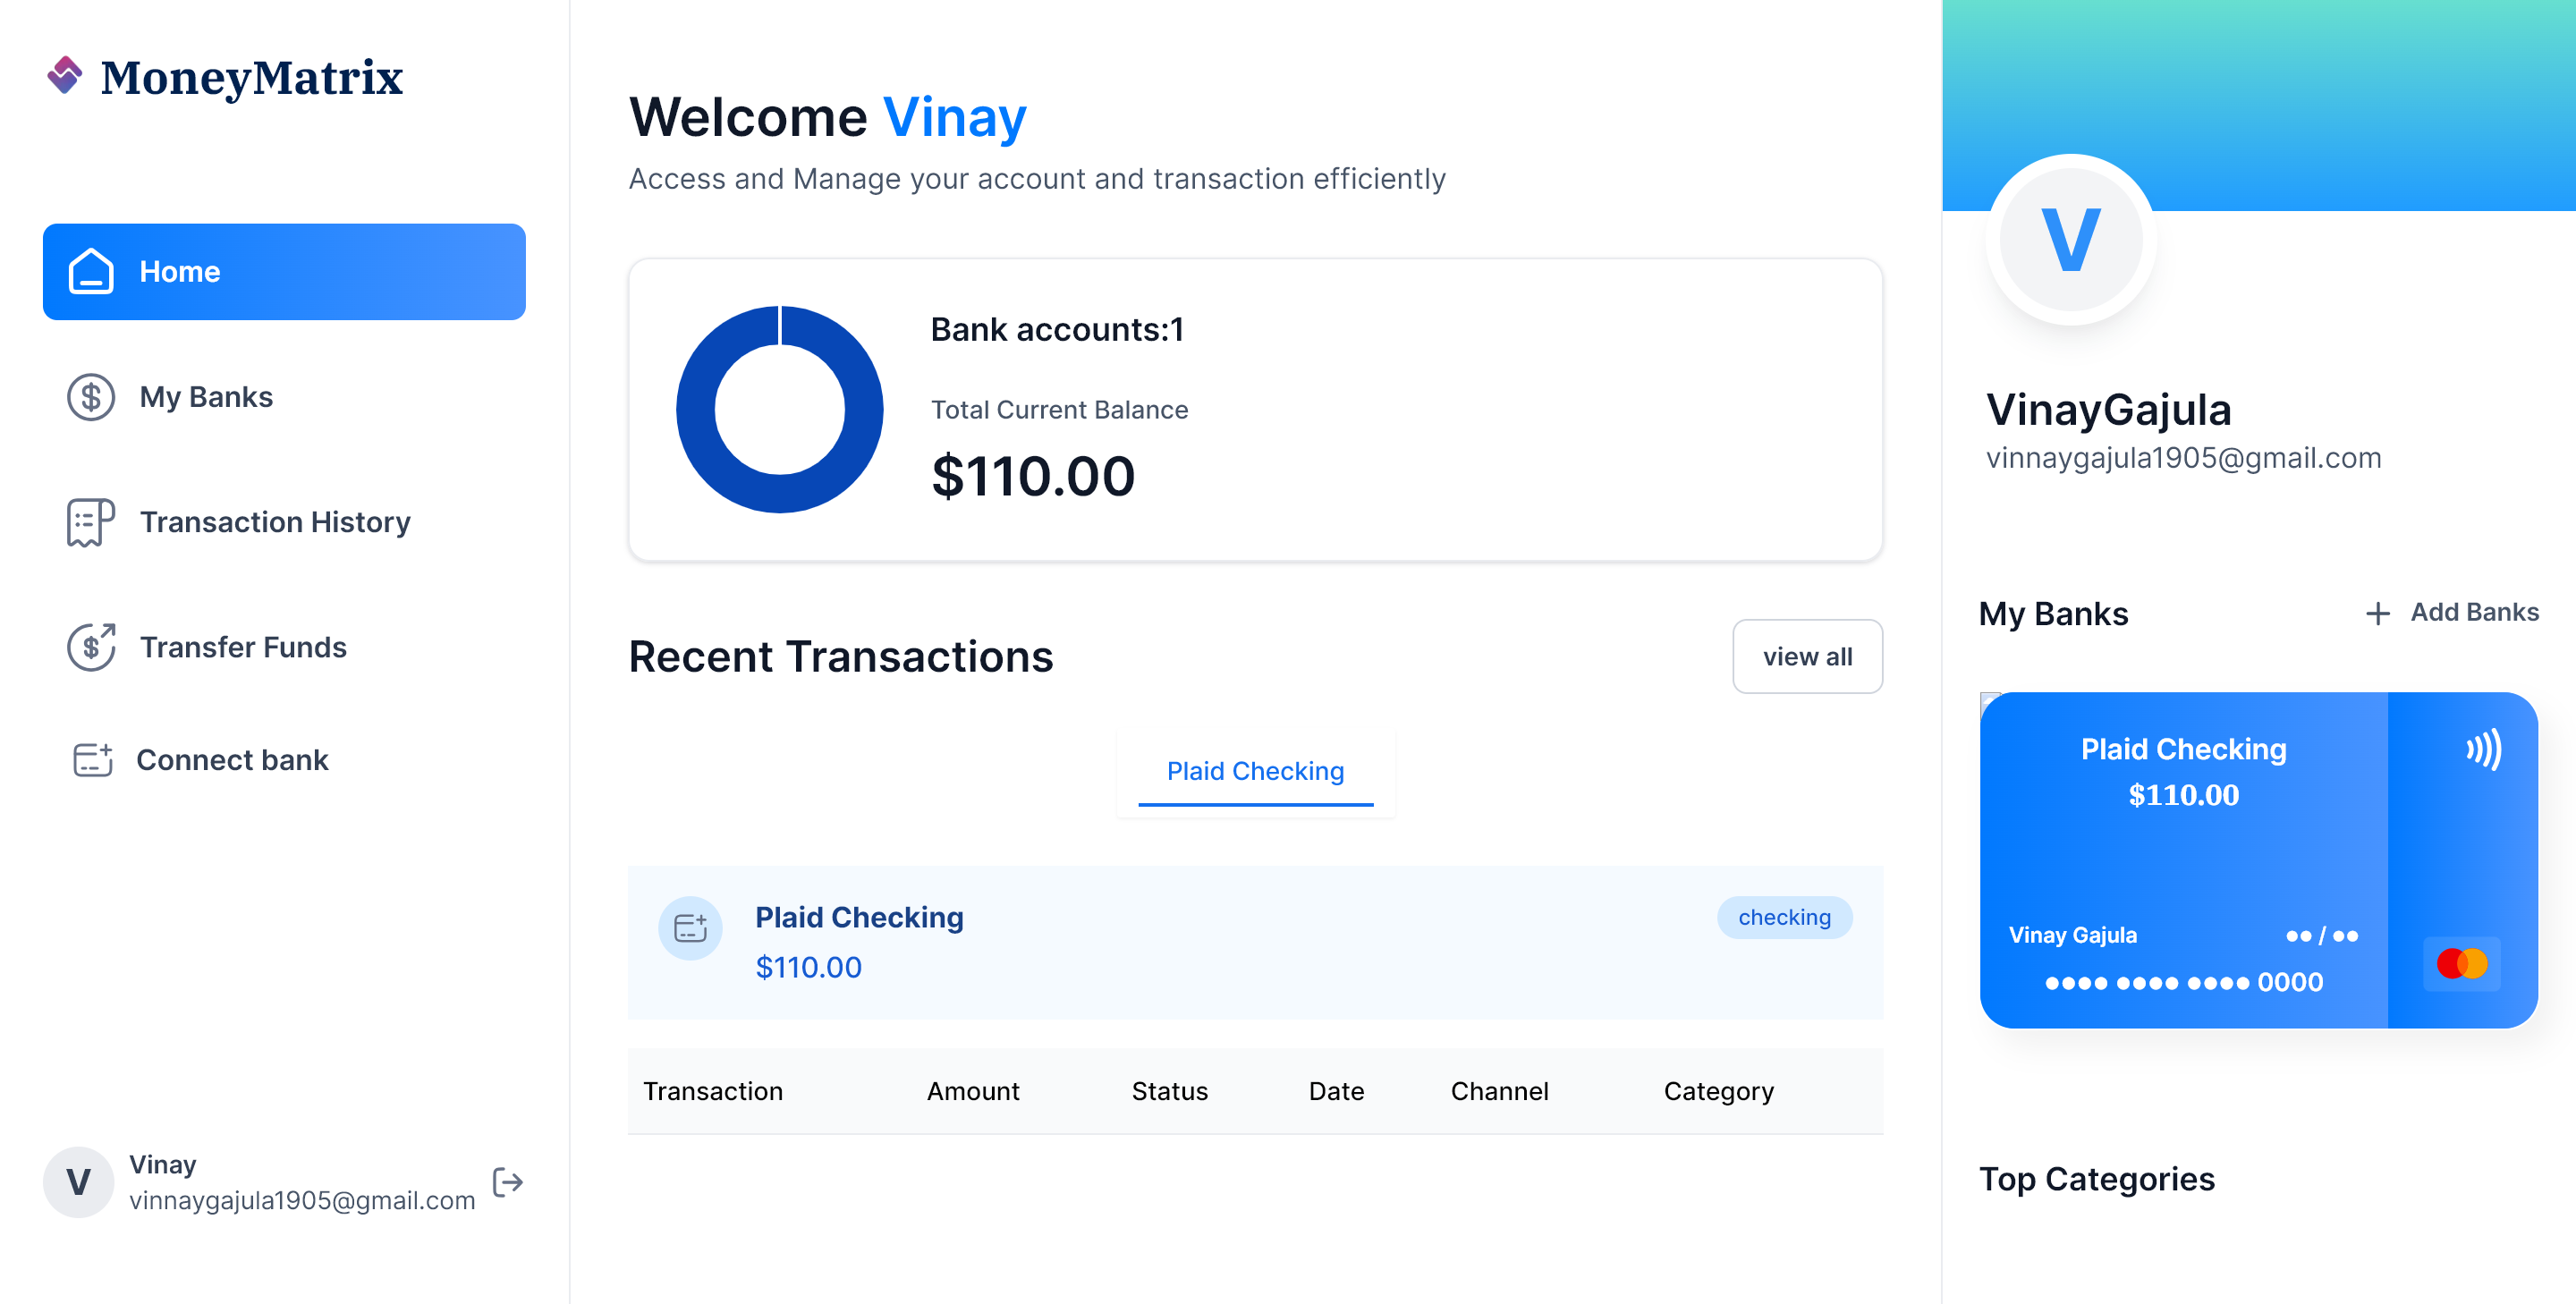 MoneyMatrix
Home
My Banks
Transaction History
Transfer Funds
Connect bank
V
Vinay
vinnaygajula1905@gmail.com
Welcome Vinay
Access and Manage your account and transaction efficiently
Bank accounts:1
Total Current Balance
$110.00
Recent Transactions
view all
Plaid Checking
Plaid Checking
checking
$110.00
Transaction Amount Status Date Channel Category
V
VinayGajula
vinnaygajula1905@gmail.com
My Banks
+ Add Banks
Plaid Checking
$110.00
Vinay Gajula
●● / ●●
●●●● ●●●● ●●●● 0000
Top Categories